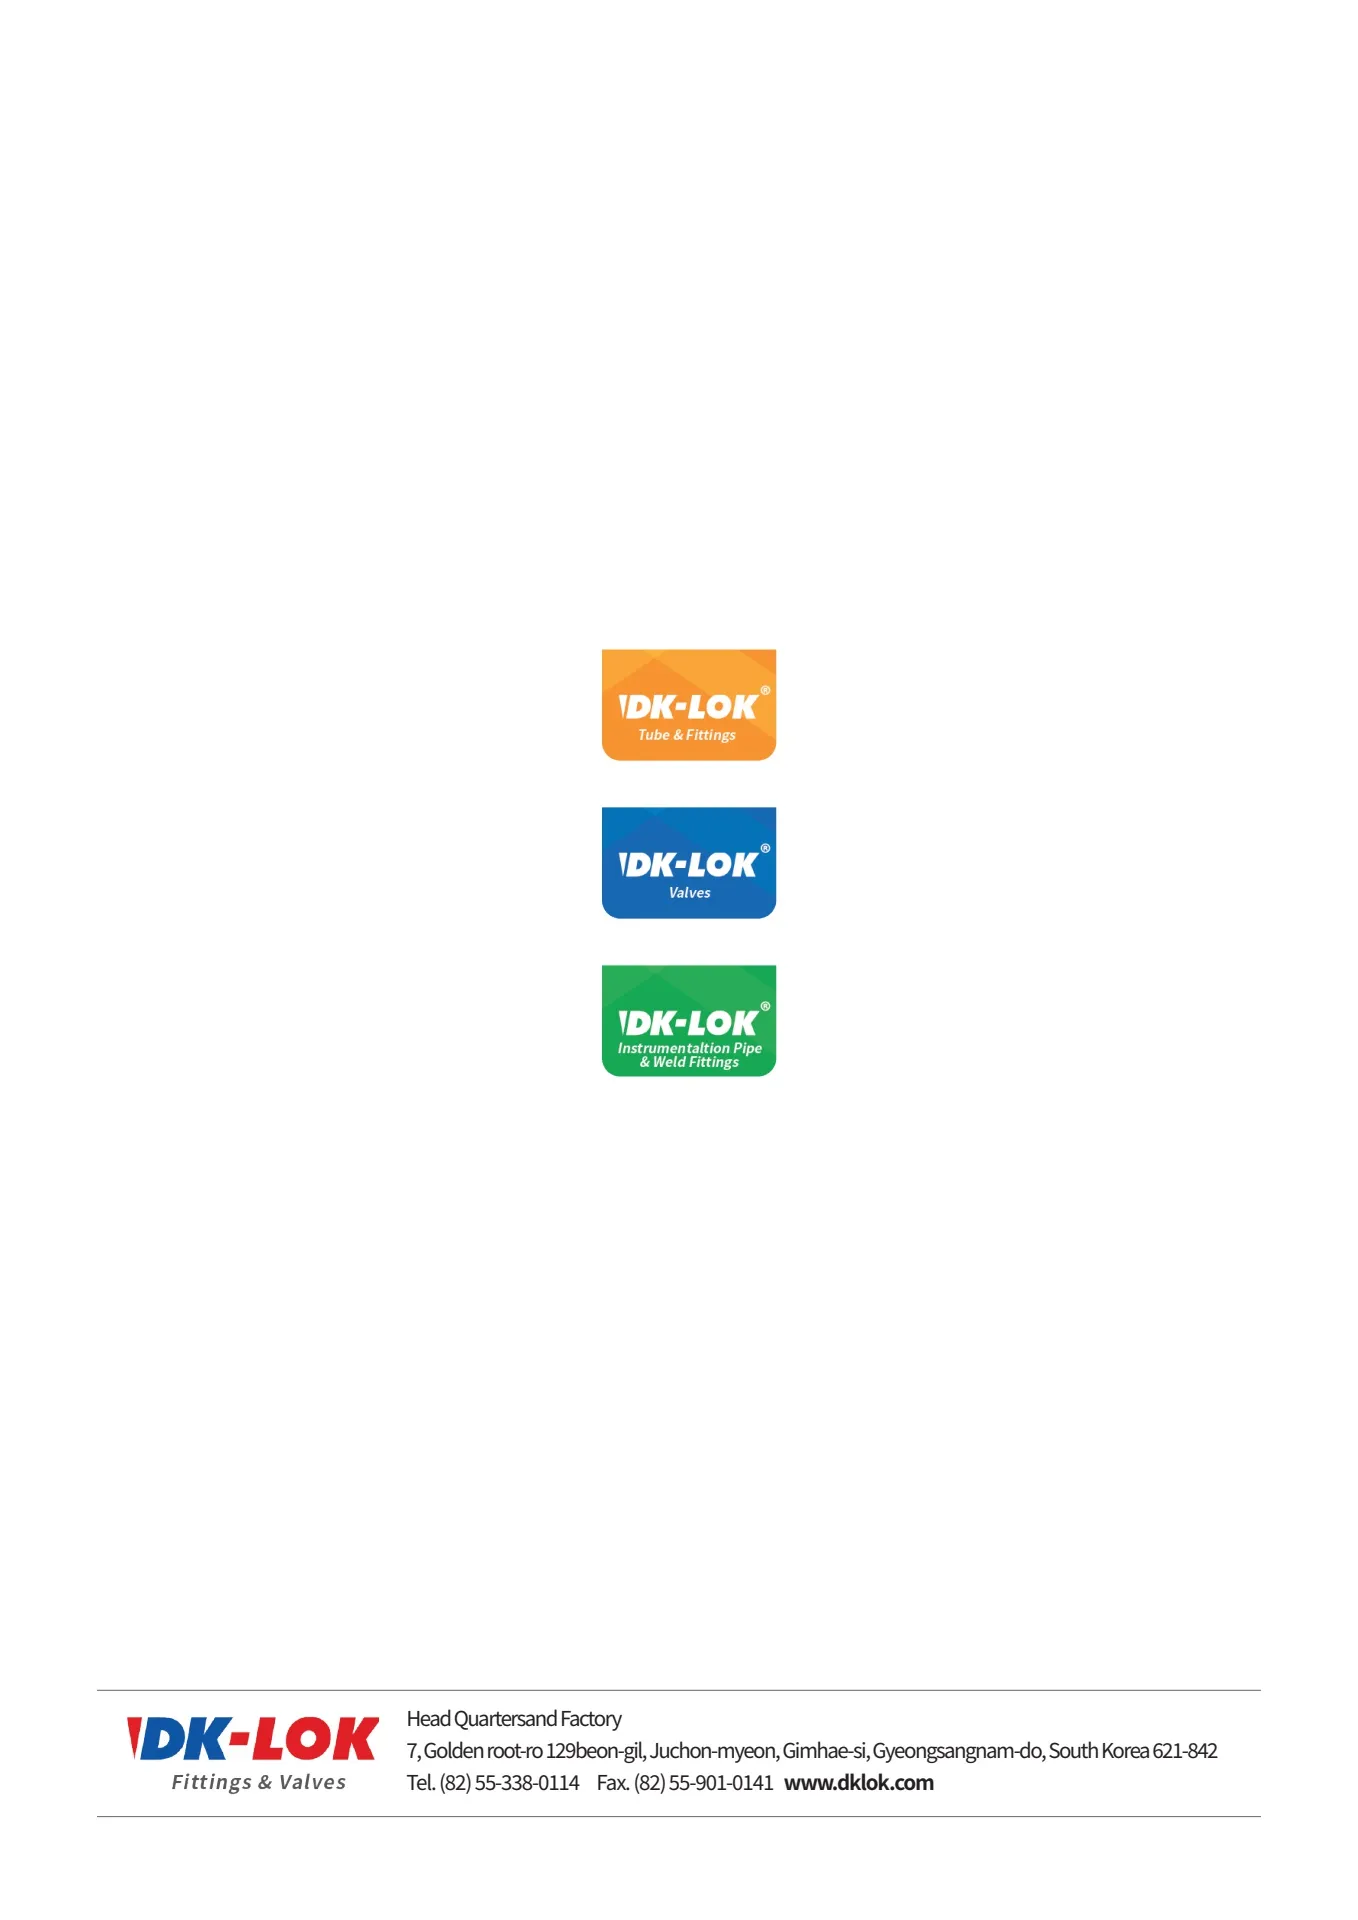 DK-LOK®
Tube & Fittings
DK-LOK®
Valves
DK-LOK®
Instrumentaltion Pipe
& Weld Fittings
DK-LOK
Fittings & Valves
Head Quartersand Factory
7, Golden root-ro 129beon-gil, Juchon-myeon, Gimhae-si, Gyeongsangnam-do, South Korea 621-842
Tel. (82) 55-338-0114 Fax. (82) 55-901-0141 www.dklok.com